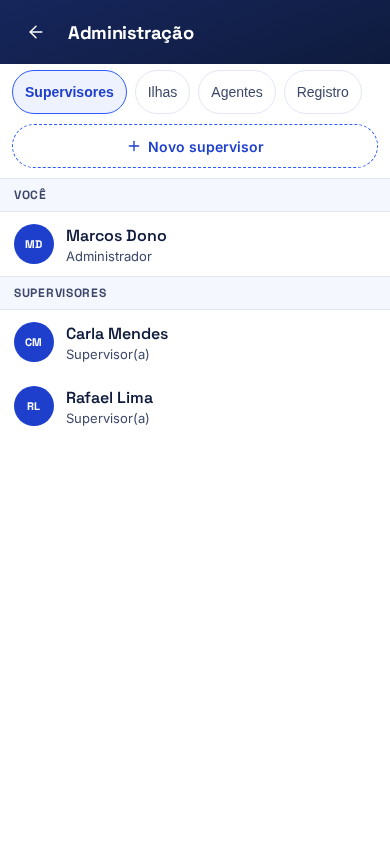 Administração
Supervisores
Ilhas
Agentes
Registro
+ Novo supervisor
VOCÊ
MD
Marcos Dono
Administrador
SUPERVISORES
CM
Carla Mendes
Supervisor(a)
RL
Rafael Lima
Supervisor(a)